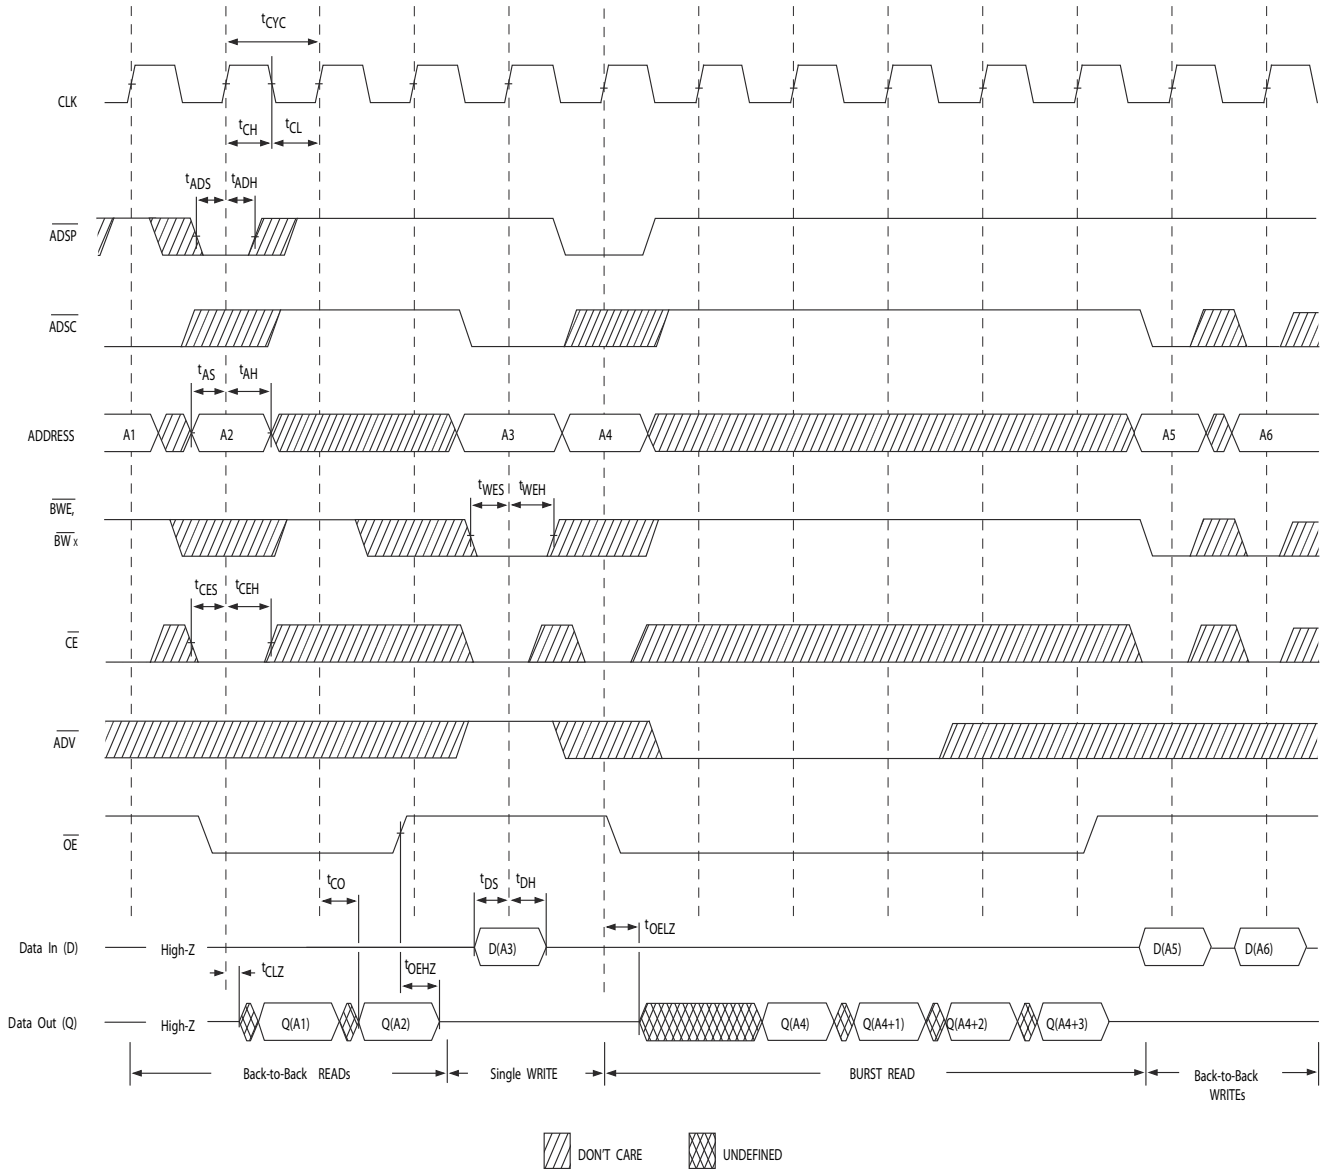 tCYC
CLK
tCH
tCL
tADS
tADH
ADSP
ADSC
tAS
tAH
ADDRESS
A1
A2
A3
A4
A5
A6
tWES
tWEH
BWE,
BW x
tCES
tCEH
CE
ADV
OE
tCO
tDS
tDH
tOELZ
Data In (D)
High-Z
D(A3)
D(A5)
D(A6)
tCLZ
tOEHZ
Data Out (Q)
High-Z
Q(A1)
Q(A2)
Q(A4)
Q(A4+1)
Q(A4+2)
Q(A4+3)
Back-to-Back READs
Single WRITE
BURST READ
Back-to-Back
WRITEs
DON'T CARE
UNDEFINED